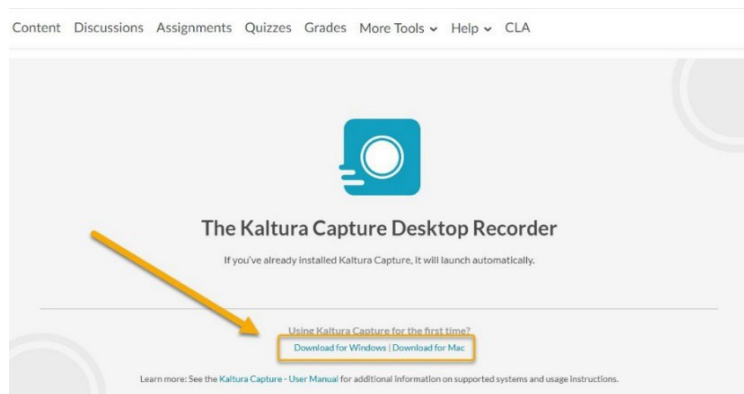 Content Discussions Assignments Quizzes Grades More Tools Help CLA
The Kaltura Capture Desktop Recorder
If you've already installed Kaltura Capture, it will launch automatically.
Using Kaltura Capture for the first time?
Download for Windows | Download for Mac
Learn more: See the Kaltura Capture - User Manual for additional information on supported systems and usage instructions.